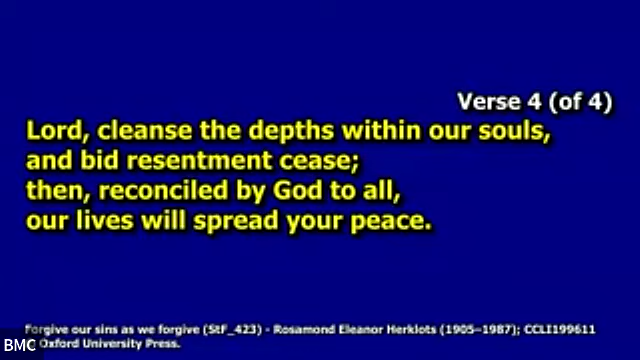 Verse 4 (of 4)
Lord, cleanse the depths within our souls,
and bid resentment cease;
then, reconciled by God to all,
our lives will spread your peace.
Forgive our sins as we forgive (StF_423) - Rosamond Eleanor Herklots (1905–1987); CCLI199611
Oxford University Press.
BMC